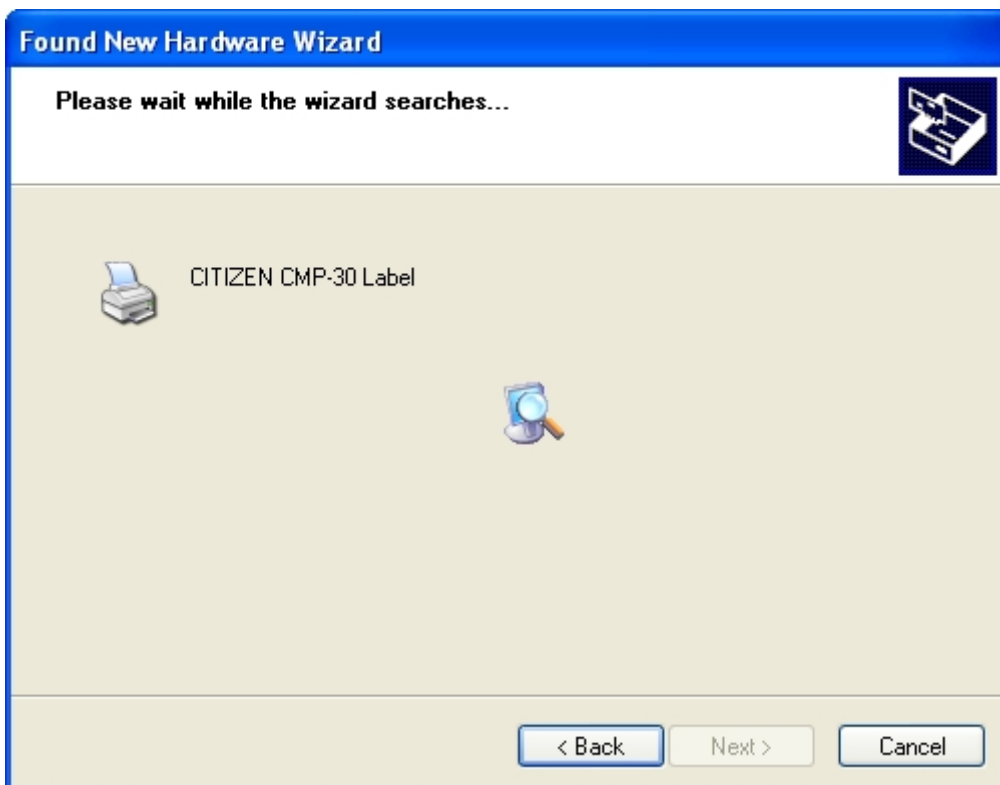 Found New Hardware Wizard
Please wait while the wizard searches...
CITIZEN CMP-30 Label
< Back
Next >
Cancel